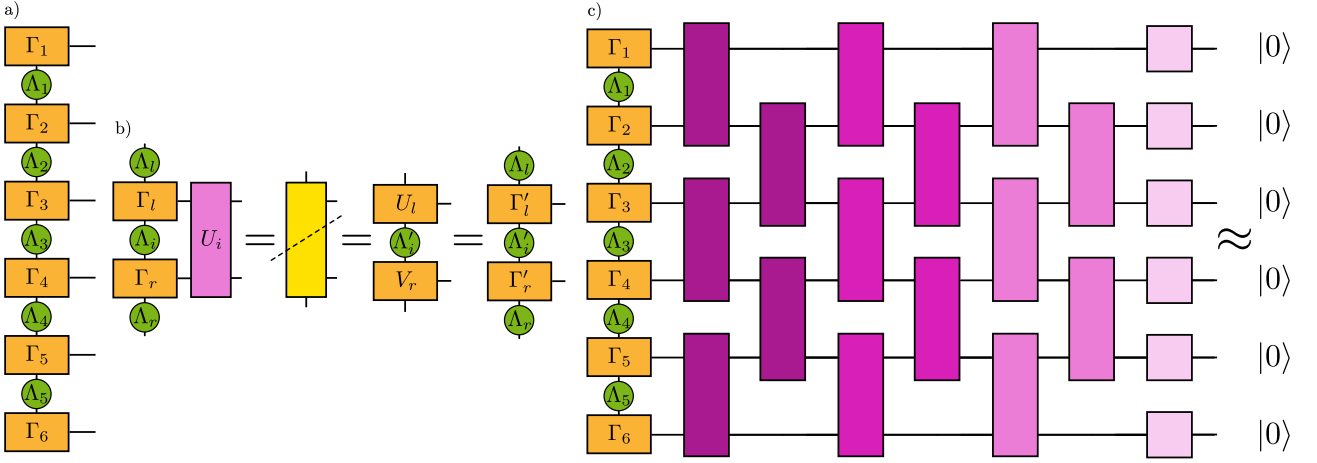 a)
Γ₁
Λ₁
Γ₂
Λ₂
Γ₃
Λ₃
Γ₄
Λ₄
Γ₅
Λ₅
Γ₆
b)
Λₗ
Γₗ
Λᵢ
Γᵣ
Λᵣ
Uᵢ
=
=
Uₗ
Λ′ᵢ
Vᵣ
=
Λₗ
Γ′ₗ
Λ′ᵢ
Γ′ᵣ
Λᵣ
c)
Γ₁
Λ₁
Γ₂
Λ₂
Γ₃
Λ₃
Γ₄
Λ₄
Γ₅
Λ₅
Γ₆
≈
|0⟩
|0⟩
|0⟩
|0⟩
|0⟩
|0⟩